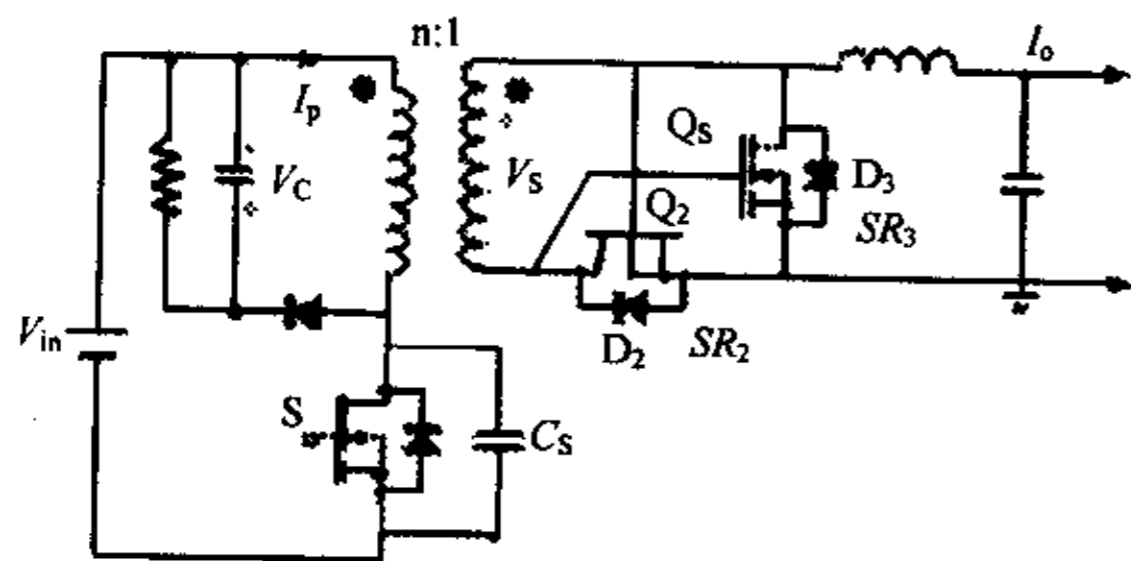 n:1
I_o
I_p
V_C
V_S
Q_S
D_3
SR_3
Q_2
D_2
SR_2
V_in
S
C_S